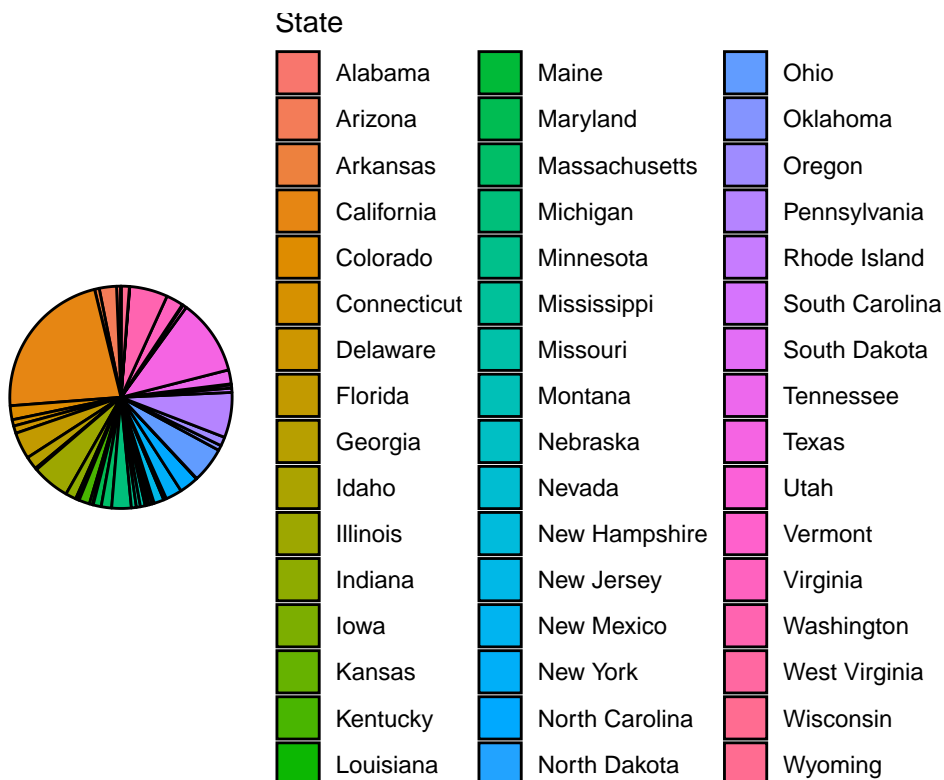 State
Alabama
Arizona
Arkansas
California
Colorado
Connecticut
Delaware
Florida
Georgia
Idaho
Illinois
Indiana
Iowa
Kansas
Kentucky
Louisiana
Maine
Maryland
Massachusetts
Michigan
Minnesota
Mississippi
Missouri
Montana
Nebraska
Nevada
New Hampshire
New Jersey
New Mexico
New York
North Carolina
North Dakota
Ohio
Oklahoma
Oregon
Pennsylvania
Rhode Island
South Carolina
South Dakota
Tennessee
Texas
Utah
Vermont
Virginia
Washington
West Virginia
Wisconsin
Wyoming